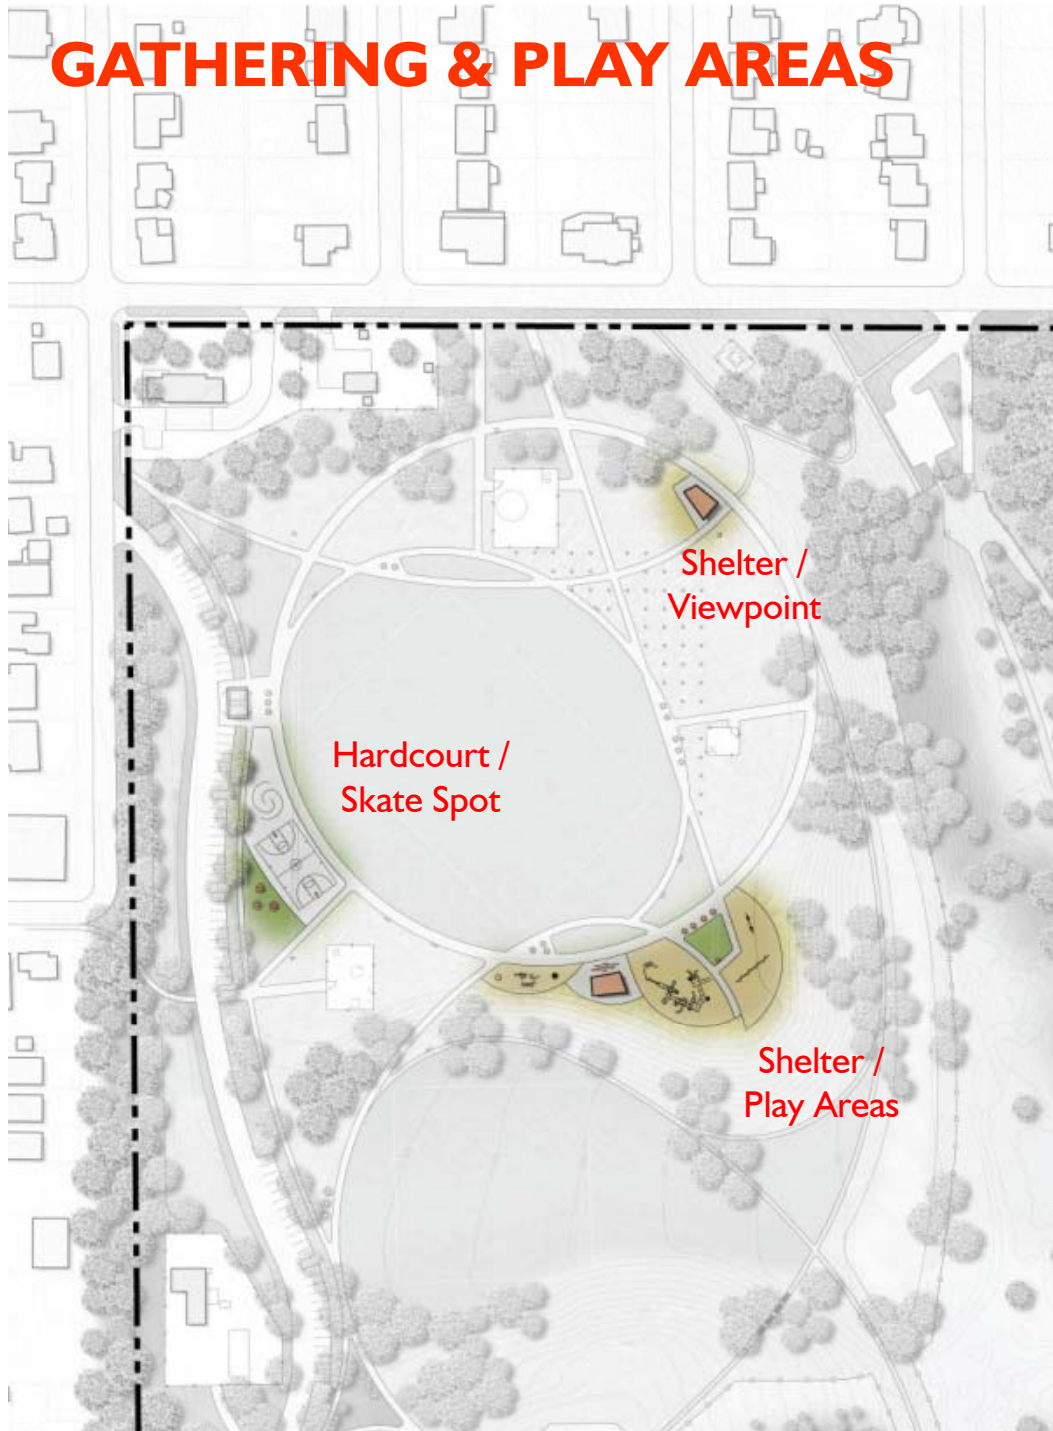 GATHERING & PLAY AREAS
Shelter /
Viewpoint
Hardcourt /
Skate Spot
Shelter /
Play Areas